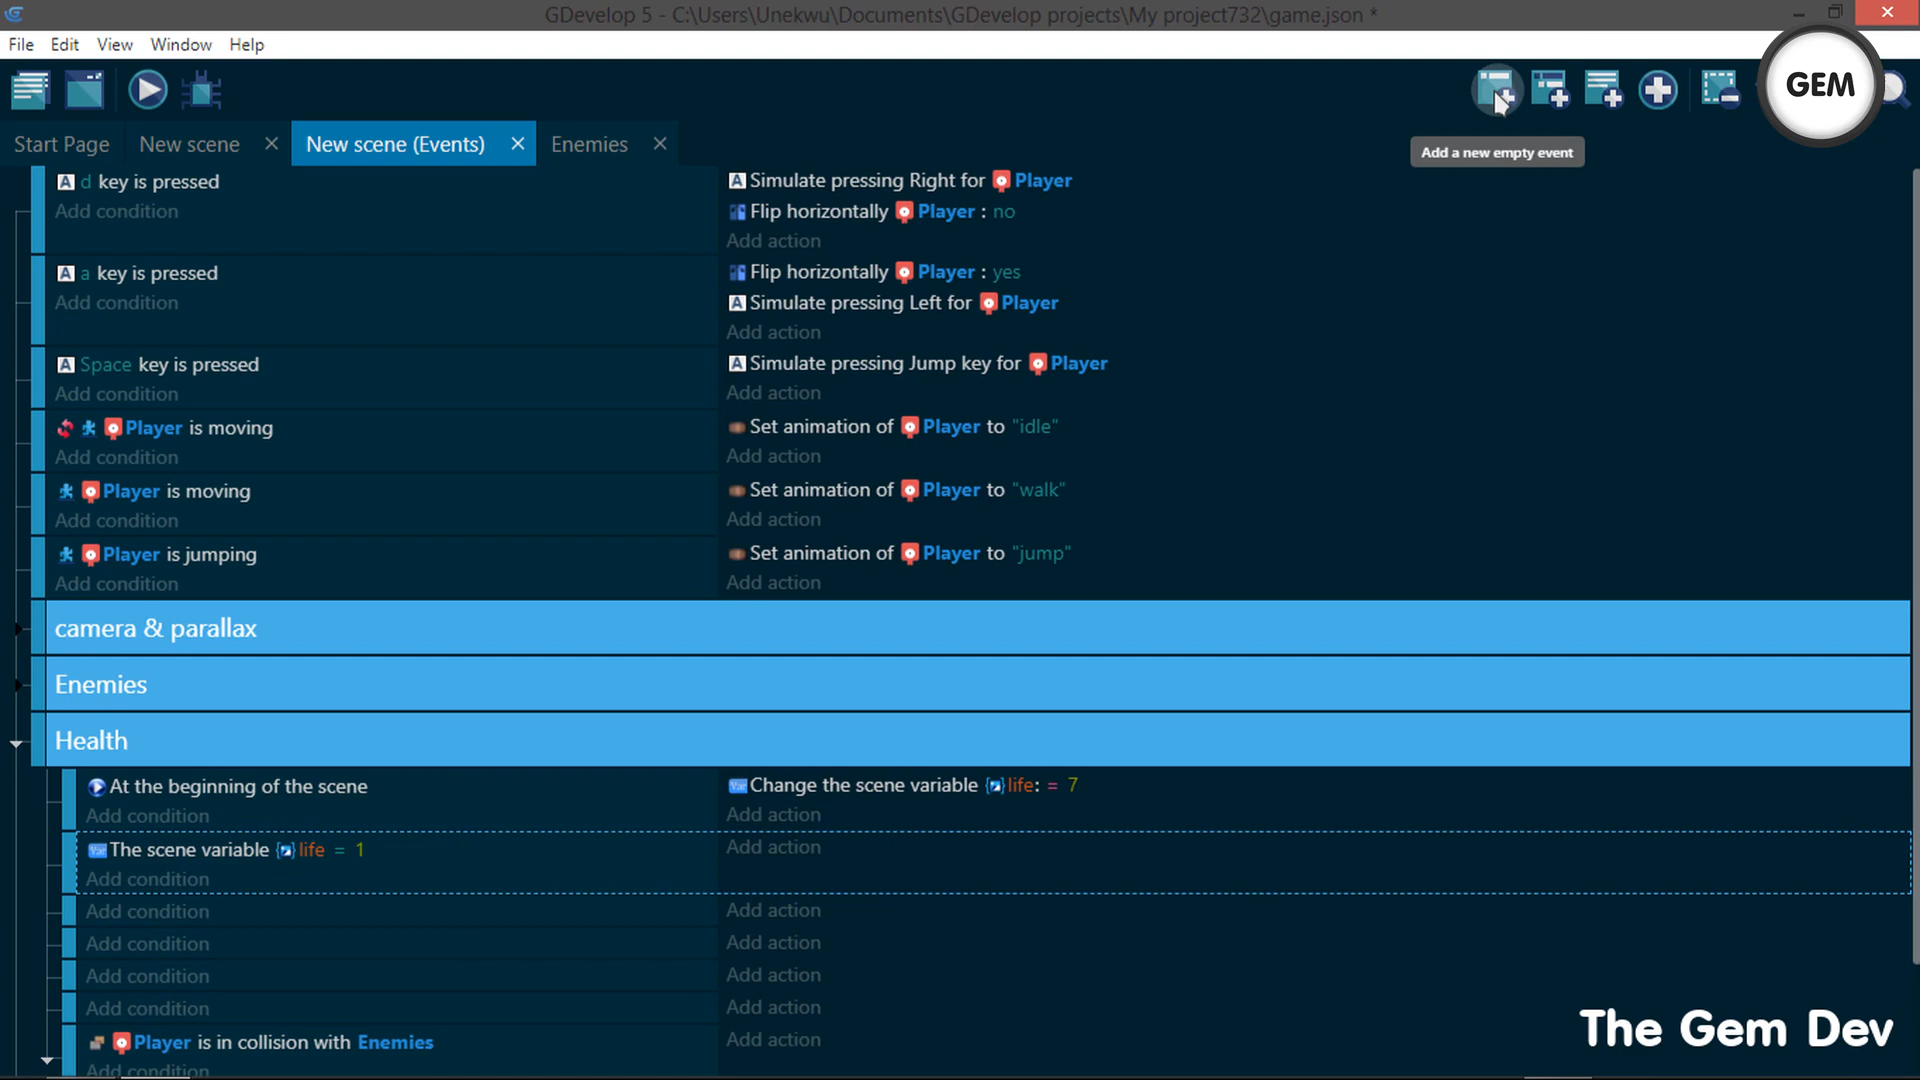 GDevelop 5 - C:\Users\Unekwu\Documents\GDevelop projects\My project732\game.json *
File Edit View Window Help
GEM
Add a new empty event
Start Page New scene New scene (Events) Enemies
d key is pressed
Add condition
Simulate pressing Right for Player
Flip horizontally Player : no
Add action
a key is pressed
Add condition
Flip horizontally Player : yes
Simulate pressing Left for Player
Add action
Space key is pressed
Add condition
Simulate pressing Jump key for Player
Add action
Player is moving
Add condition
Set animation of Player to "idle"
Add action
Player is moving
Add condition
Set animation of Player to "walk"
Add action
Player is jumping
Add condition
Set animation of Player to "jump"
Add action
camera & parallax
Enemies
Health
At the beginning of the scene
Add condition
Change the scene variable life: = 7
Add action
The scene variable life = 1
Add condition
Add action
Add condition Add action
Add condition Add action
Add condition Add action
Add condition Add action
Player is in collision with Enemies
Add condition
Add action
The Gem Dev